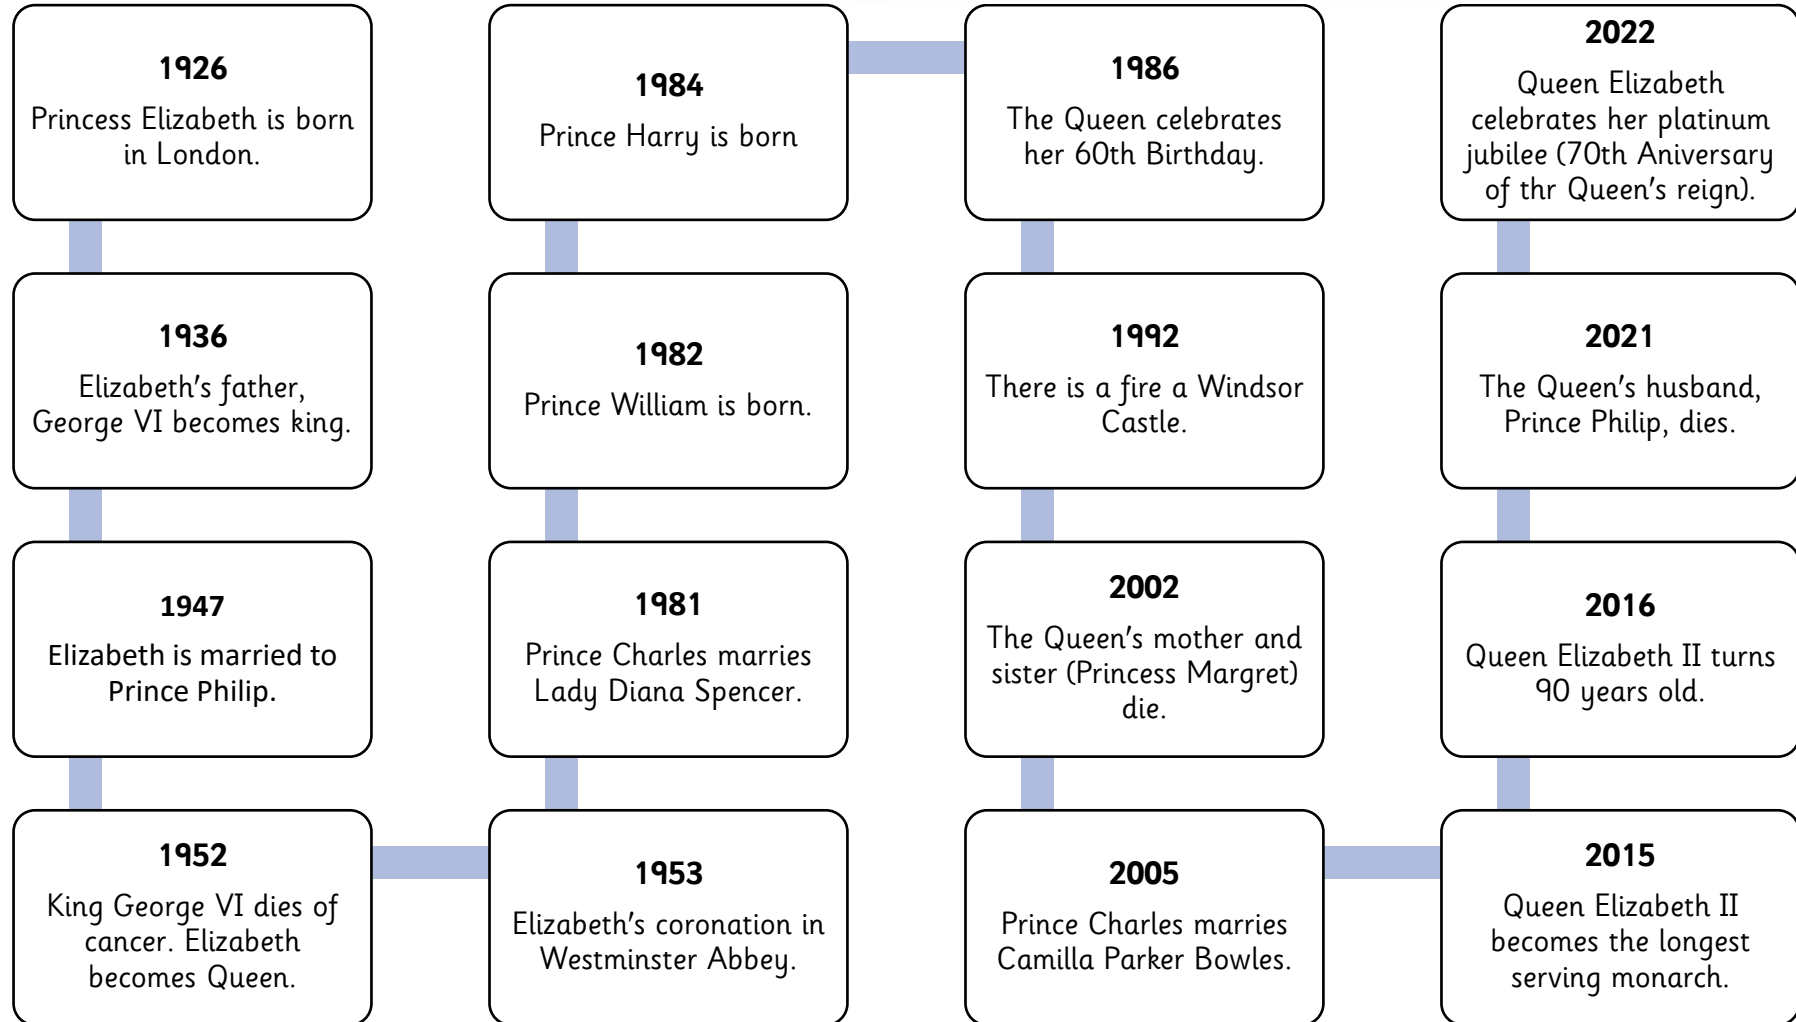 1926
Princess Elizabeth is born
in London.
1936
Elizabeth's father,
George VI becomes king.
1947
Elizabeth is married to
Prince Philip.
1952
King George VI dies of
cancer. Elizabeth
becomes Queen.
1953
Elizabeth's coronation in
Westminster Abbey.
1981
Prince Charles marries
Lady Diana Spencer.
1982
Prince William is born.
1984
Prince Harry is born
1986
The Queen celebrates
her 60th Birthday.
1992
There is a fire a Windsor
Castle.
2002
The Queen's mother and
sister (Princess Margret)
die.
2005
Prince Charles marries
Camilla Parker Bowles.
2015
Queen Elizabeth II
becomes the longest
serving monarch.
2016
Queen Elizabeth II turns
90 years old.
2021
The Queen's husband,
Prince Philip, dies.
2022
Queen Elizabeth
celebrates her platinum
jubilee (70th Aniversary
of thr Queen's reign).